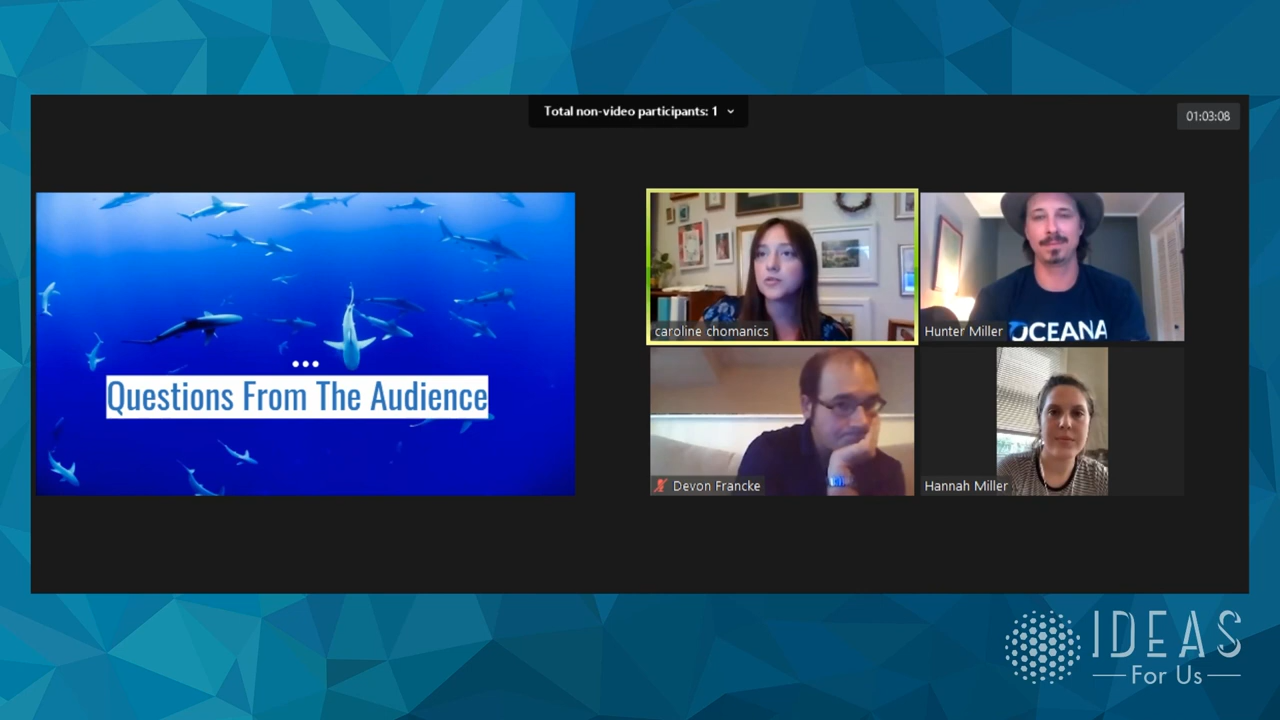 Total non-video participants: 1
01:03:08
Questions From The Audience
caroline chomanics
Hunter Miller
OCEANA
Devon Francke
Hannah Miller
IDEAS
For Us